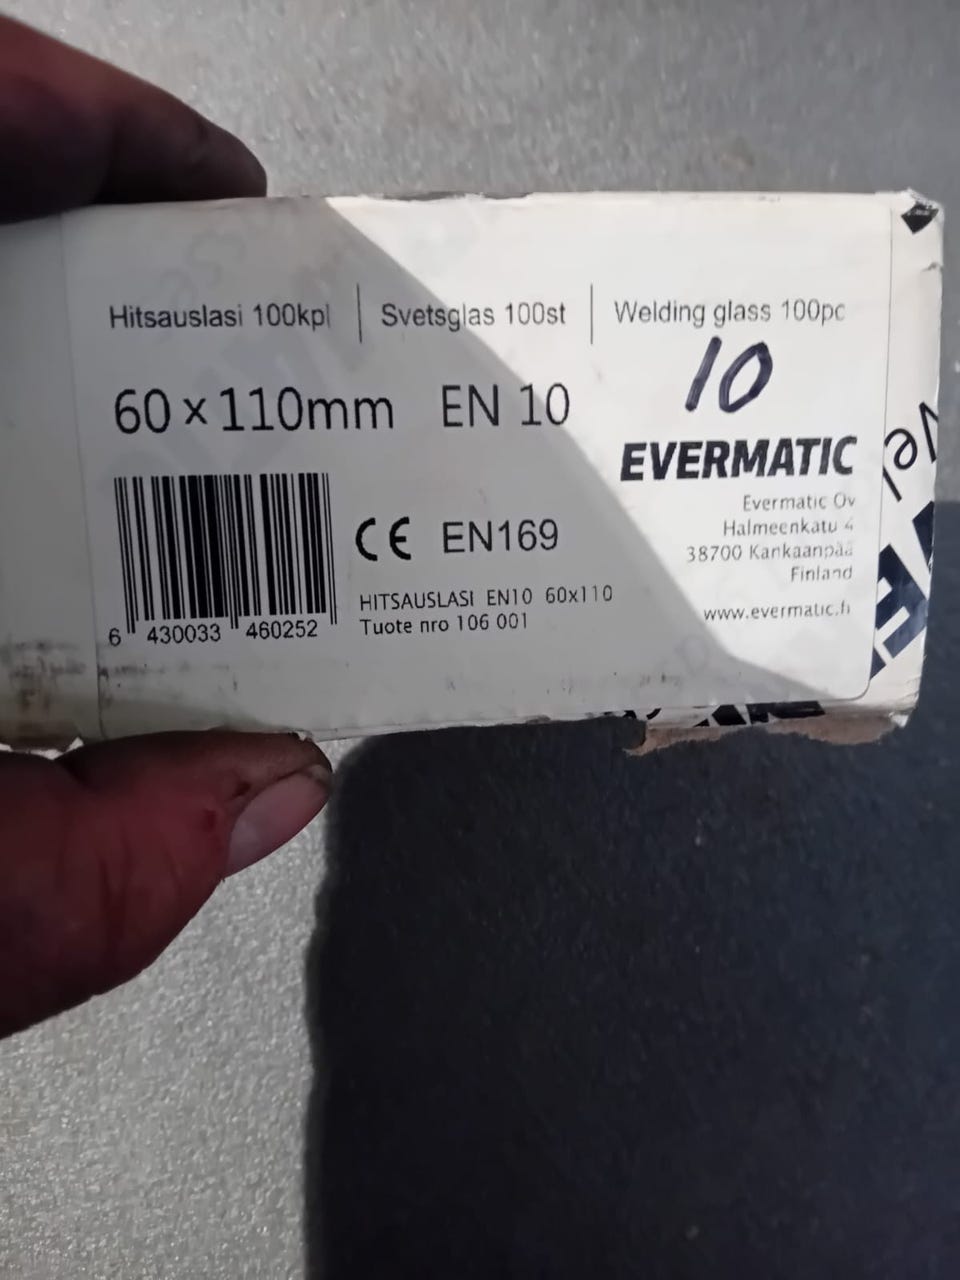 Hitsauslasi 100kpl | Svetsglas 100st | Welding glass 100pc
10
60 x 110mm EN 10
EVERMATIC
Evermatic Oy
Halmeenkatu 4
38700 Kankaanpää
Finland
www.evermatic.fi
CE EN169
HITSAUSLASI EN10 60x110
Tuote nro 106 001
6 430033 460252